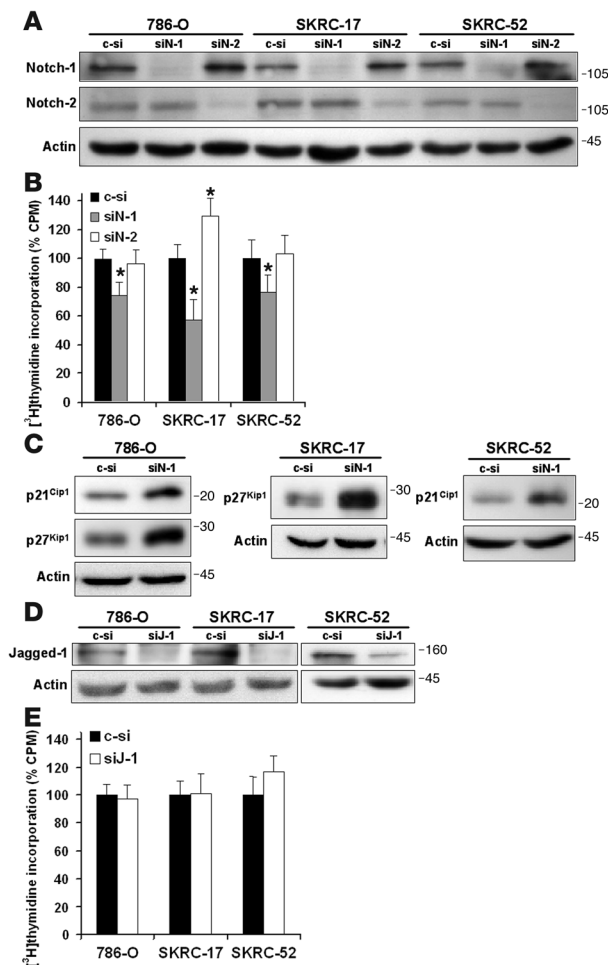 A
786-O SKRC-17 SKRC-52
c-si siN-1 siN-2 c-si siN-1 siN-2 c-si siN-1 siN-2
Notch-1 -105
Notch-2 -105
Actin -45
B
[³H]thymidine incorporation (% CPM)
140
120
100
80
60
40
20
0
c-si
siN-1
siN-2
* * * *
786-O SKRC-17 SKRC-52
C
786-O SKRC-17 SKRC-52
c-si siN-1 c-si siN-1 c-si siN-1
p21Cip1 -20 p27Kip1 -30 p21Cip1 -20
p27Kip1 -30 Actin -45 Actin -45
Actin -45
D
786-O SKRC-17 SKRC-52
c-si siJ-1 c-si siJ-1 c-si siJ-1
Jagged-1 -160
Actin -45
E
[³H]thymidine incorporation (% CPM)
140
120
100
80
60
40
20
0
c-si
siJ-1
786-O SKRC-17 SKRC-52